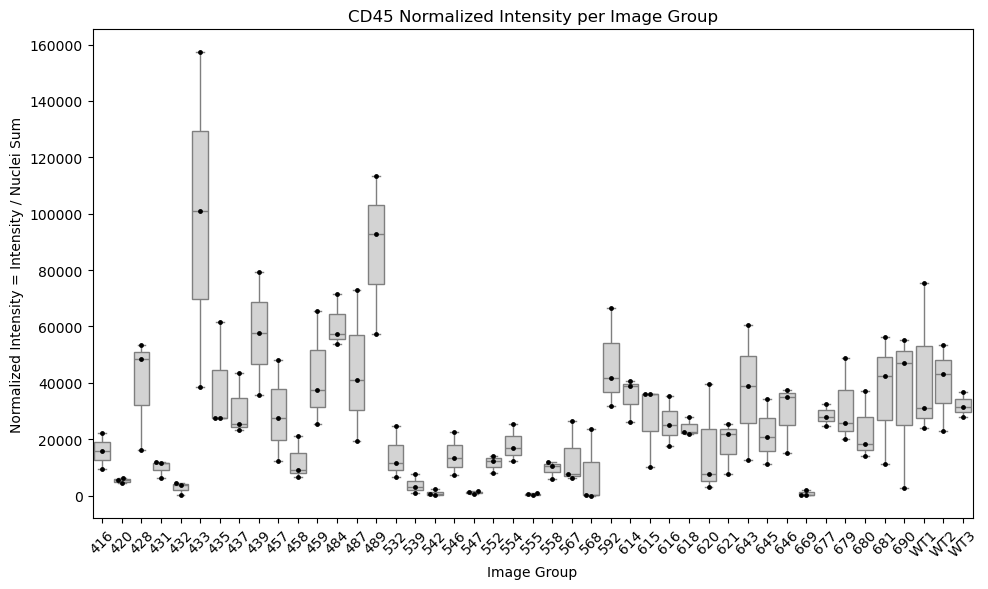 CD45 Normalized Intensity per Image Group
Normalized Intensity = Intensity / Nuclei Sum
160000
140000
120000
100000
80000
60000
40000
20000
0
416 420 428 431 432 433 435 437 439 457 458 459 484 487 489 532 539 542 546 547 552 554 555 558 567 568 592 614 615 616 618 620 621 643 645 646 669 677 679 680 681 690 WT1 WT2 WT3
Image Group